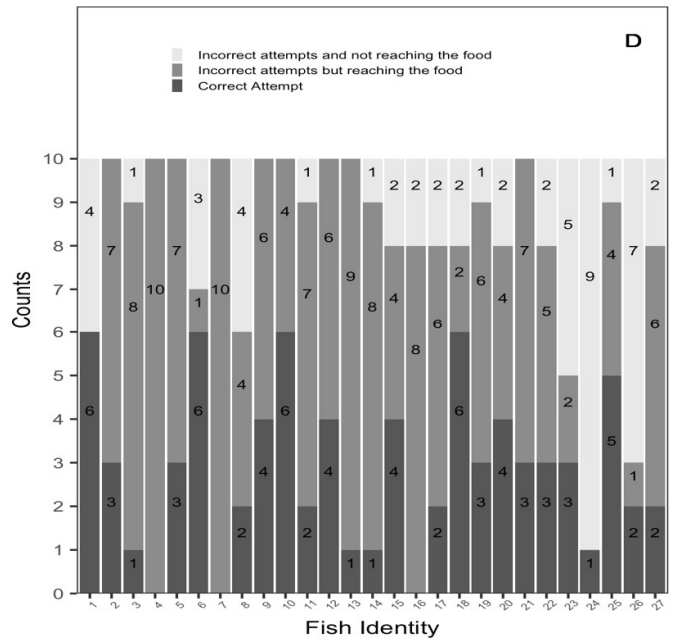 D
Incorrect attempts and not reaching the food
Incorrect attempts but reaching the food
Correct Attempt
Counts
10
9
8
7
6
5
4
3
2
1
0
4 6
7 3
1 8 1
10
7 3
3 1 6
10
4 4 2
6 4
4 6
1 7 2
6 4
9 1
1 8 1
2 4 4
2 8
2 6 2
2 2 6
1 6 3
2 4 4
7 3
2 5 3
5 2 3
9 1
1 4 5
7 1 2
2 6 2
1 2 3 4 5 6 7 8 9 10 11 12 13 14 15 16 17 18 19 20 21 22 23 24 25 26 27
Fish Identity